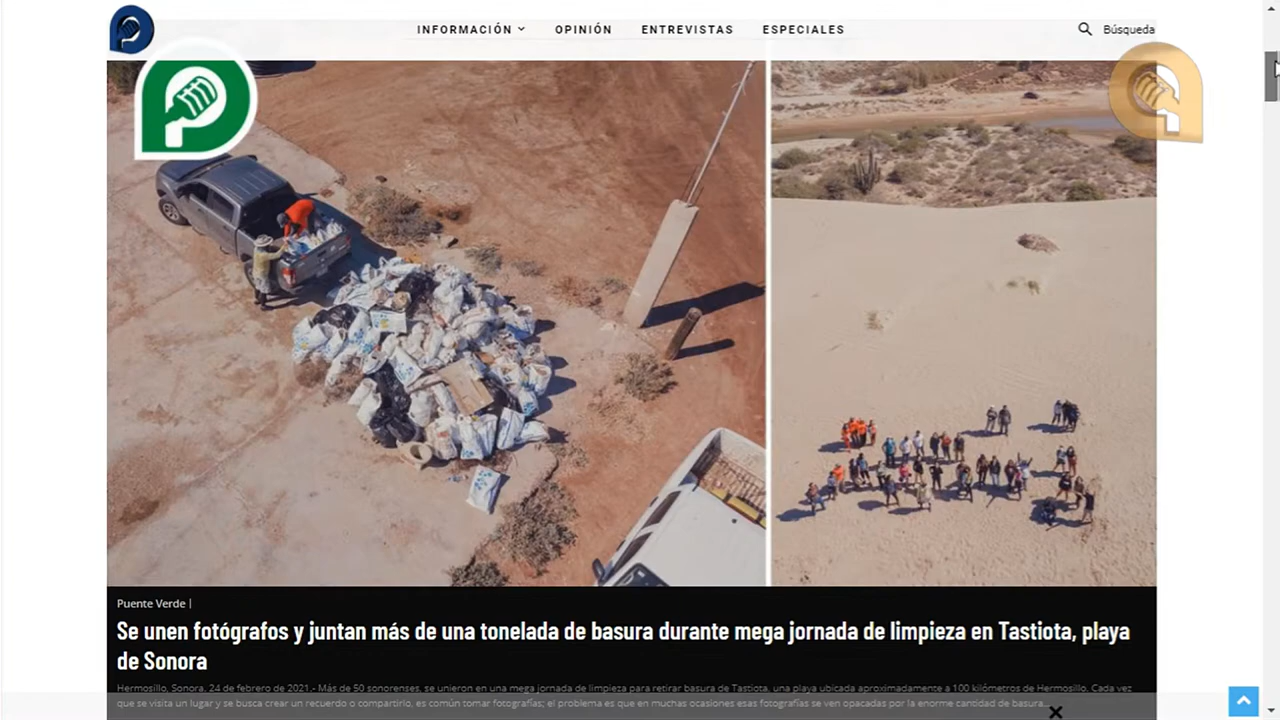 INFORMACIÓN OPINIÓN ENTREVISTAS ESPECIALES Búsqueda
Puente Verde |
Se unen fotógrafos y juntan más de una tonelada de basura durante mega jornada de limpieza en Tastiota, playa
de Sonora
Hermosillo, Sonora, 24 de febrero de 2021.- Más de 50 sonorenses, se unieron en una mega jornada de limpieza para retirar basura de Tastiota, una playa ubicada aproximadamente a 100 kilómetros de Hermosillo. Cada vez
que se visita un lugar y se busca crear un recuerdo o compartirlo, es común tomar fotografías; el problema es que en muchas ocasiones esas fotografías se ven opacadas por la enorme cantidad de basura...